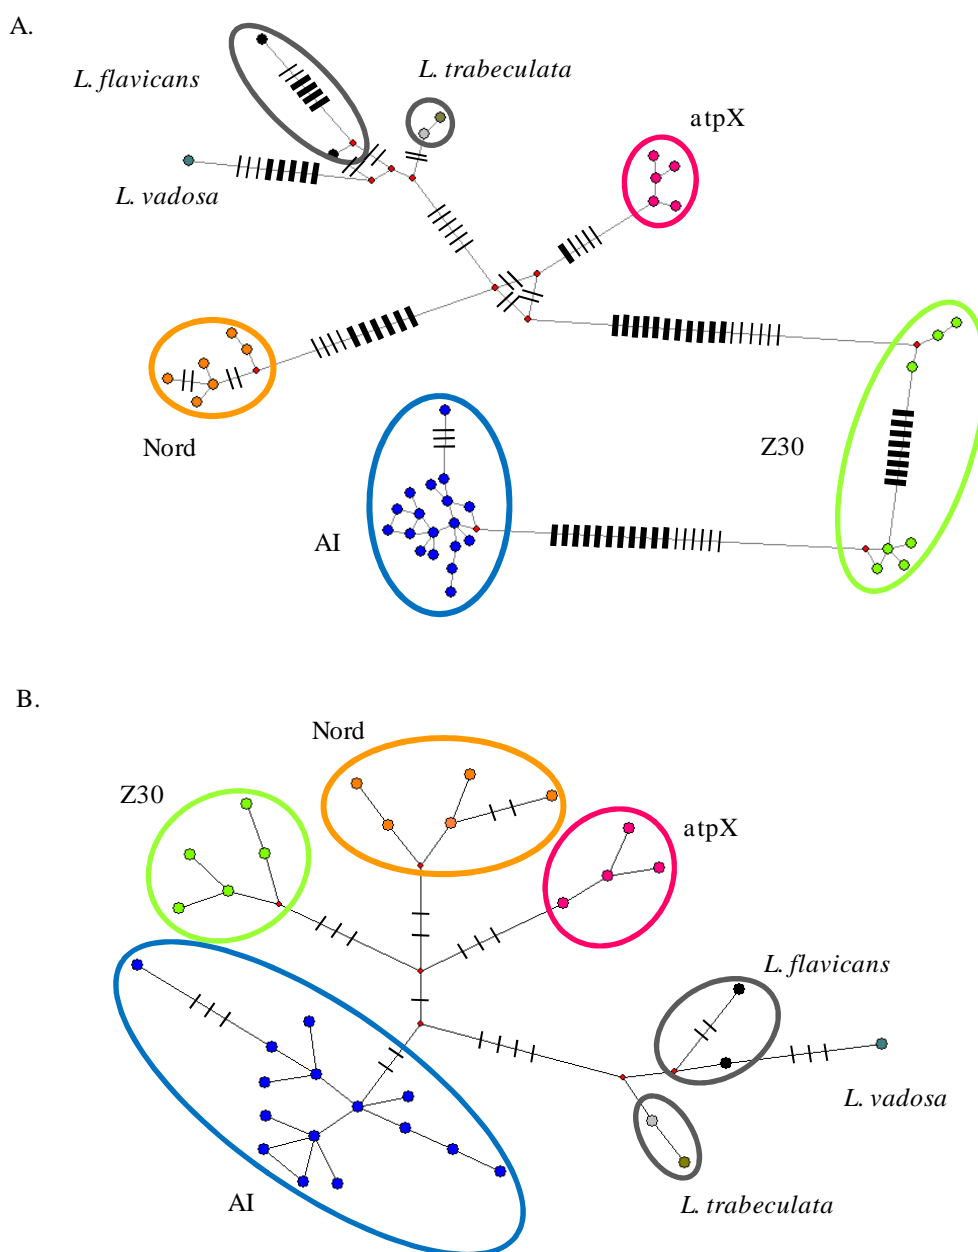 A.
L. flavicans
L. trabeculata
atpX
L. vadosa
Nord
Z30
AI
B.
Nord
Z30
atpX
L. flavicans
L. vadosa
AI
L. trabeculata